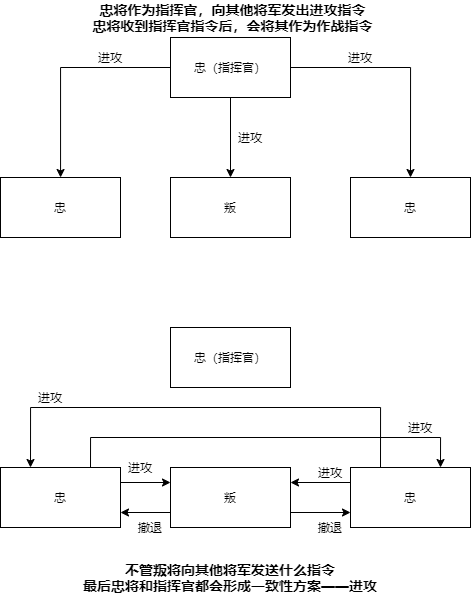 忠将作为指挥官，向其他将军发出进攻指令
忠将收到指挥官指令后，会将其作为作战指令
进攻
忠（指挥官）
进攻
进攻
忠
叛
忠
忠（指挥官）
进攻
进攻
忠
进攻
叛
进攻
忠
撤退
撤退
不管叛将向其他将军发送什么指令
最后忠将和指挥官都会形成一致性方案——进攻